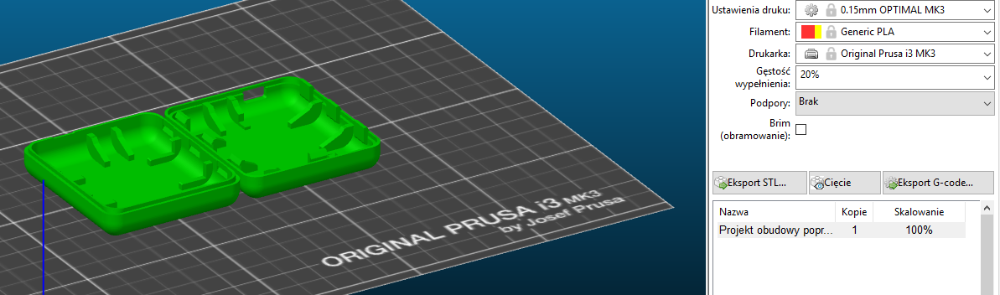 Ustawienia druku: 0.15mm OPTIMAL MK3
Filament: Generic PLA
Drukarka: Original Prusa i3 MK3
Gęstość
wypełnienia: 20%
Podpory: Brak
Brim
(obramowanie):
Eksport STL... Cięcie Eksport G-code...
Nazwa Kopie Skalowanie
Projekt obudowy popr... 1 100%
ORIGINAL PRUSA i3 MK3
by Josef Prusa